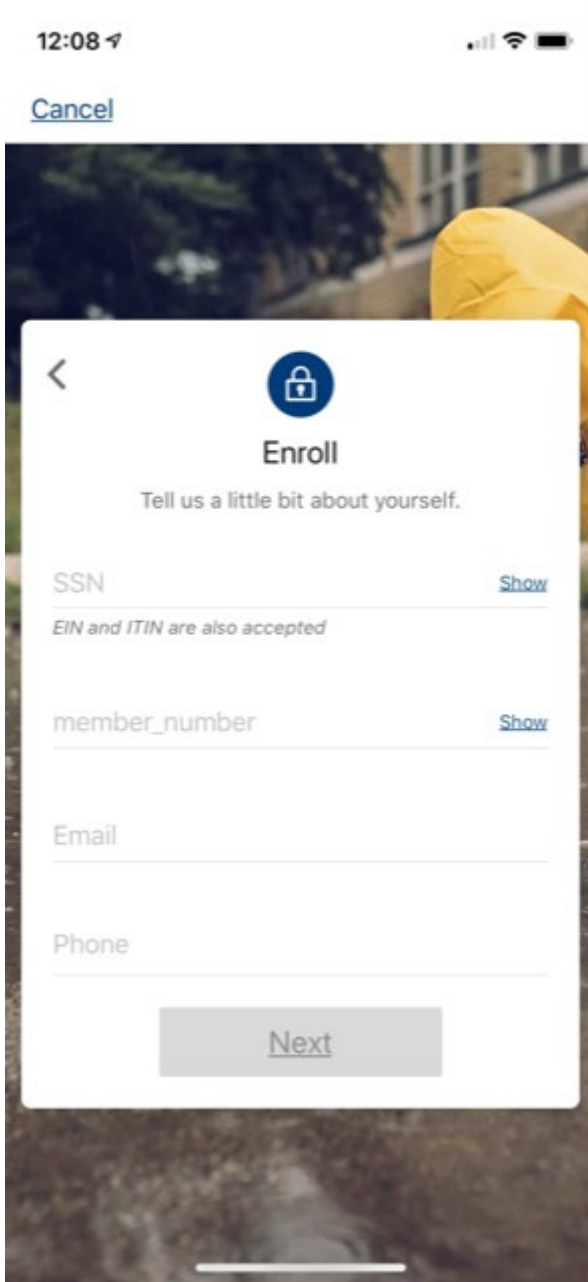 12:08
Cancel
Enroll
Tell us a little bit about yourself.
SSN Show
EIN and ITIN are also accepted
member_number Show
Email
Phone
Next